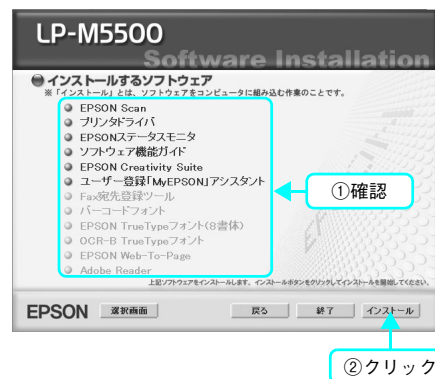 LP-M5500
Software Installation
インストールするソフトウェア
※「インストール」とは、ソフトウェアをコンピュータに組み込む作業のことです。
EPSON Scan
プリンタドライバ
EPSONステータスモニタ
ソフトウェア機能ガイド
EPSON Creativity Suite
ユーザー登録「MyEPSON」アシスタント
Fax宛先登録ツール
バーコードフォント
EPSON TrueTypeフォント(8書体)
OCR-B TrueTypeフォント
EPSON Web-To-Page
Adobe Reader
①確認
上記ソフトウェアをインストールします。インストールボタンをクリックしてインストールを開始してください。
EPSON 選択画面 戻る 終了 インストール
②クリック